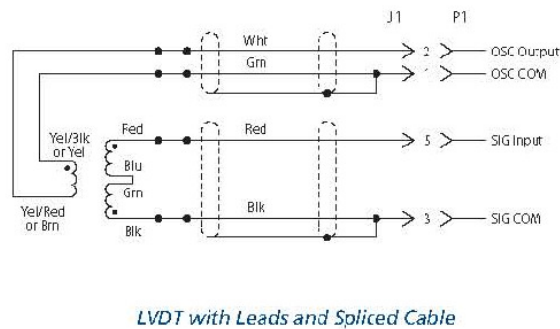 J1 P1
Wht 2 OSC Output
Grn OSC COM
Yel/Blk
or Yel
Red Red 5 SIG Input
Blu
Grn
Yel/Red
or Brn
Blk Blk 3 SIG COM
LVDT with Leads and Spliced Cable